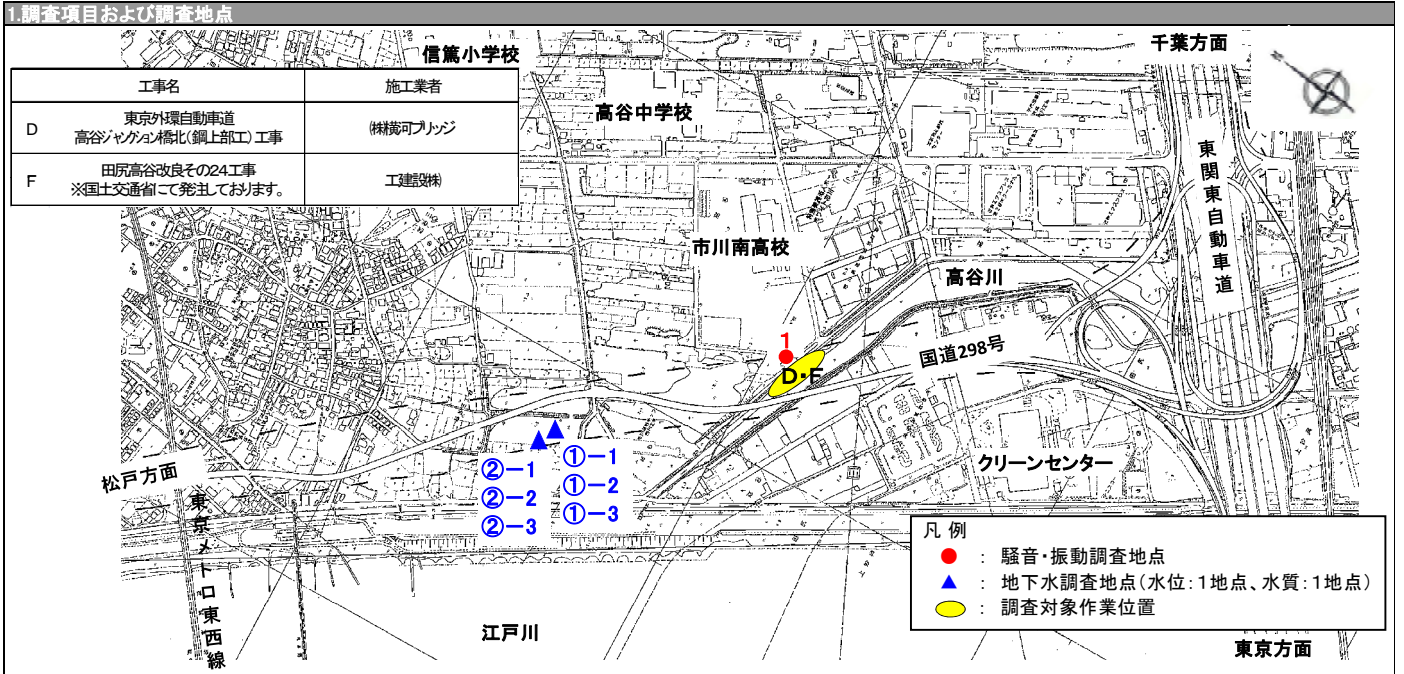 1.調査項目および調査地点
信篤小学校
千葉方面
工事名
施工業者
D
東京外環自動車道
高谷ジャンクション橋北(鋼上部工)工事
㈱横河ブリッジ
F
田尻高谷改良その24工事
※国土交通省にて発注しております。
工建設㈱
高谷中学校
東関東自動車道
市川南高校
高谷川
1
国道298号
D・F
松戸方面
②-1
②-2
②-3
①-1
①-2
①-3
クリーンセンター
東京メトロ東西線
凡 例
: 騒音・振動調査地点
: 地下水調査地点(水位:1地点、水質:1地点)
: 調査対象作業位置
江戸川
東京方面